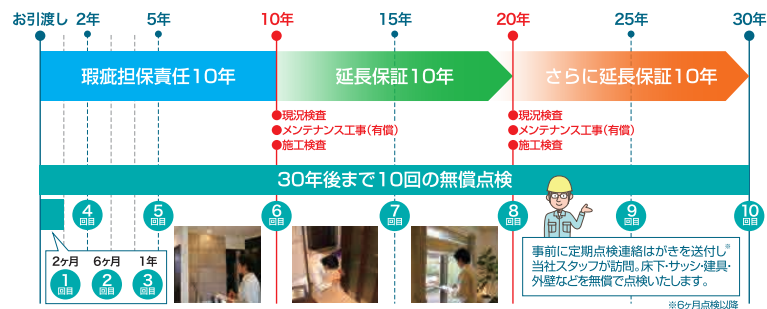 お引渡し 2年 5年 10年 15年 20年 25年 30年
瑕疵担保責任10年 延長保証10年 さらに延長保証10年
現況検査
メンテナンス工事(有償)
施工検査
現況検査
メンテナンス工事(有償)
施工検査
30年後まで10回の無償点検
4回目 5回目 6回目 7回目 8回目 9回目 10回目
2ヶ月 6ヶ月 1年
1回目 2回目 3回目
事前に定期点検連絡はがきを送付し※
当社スタッフが訪問。床下・サッシ・建具・
外壁などを無償で点検いたします。
※6ヶ月点検以降